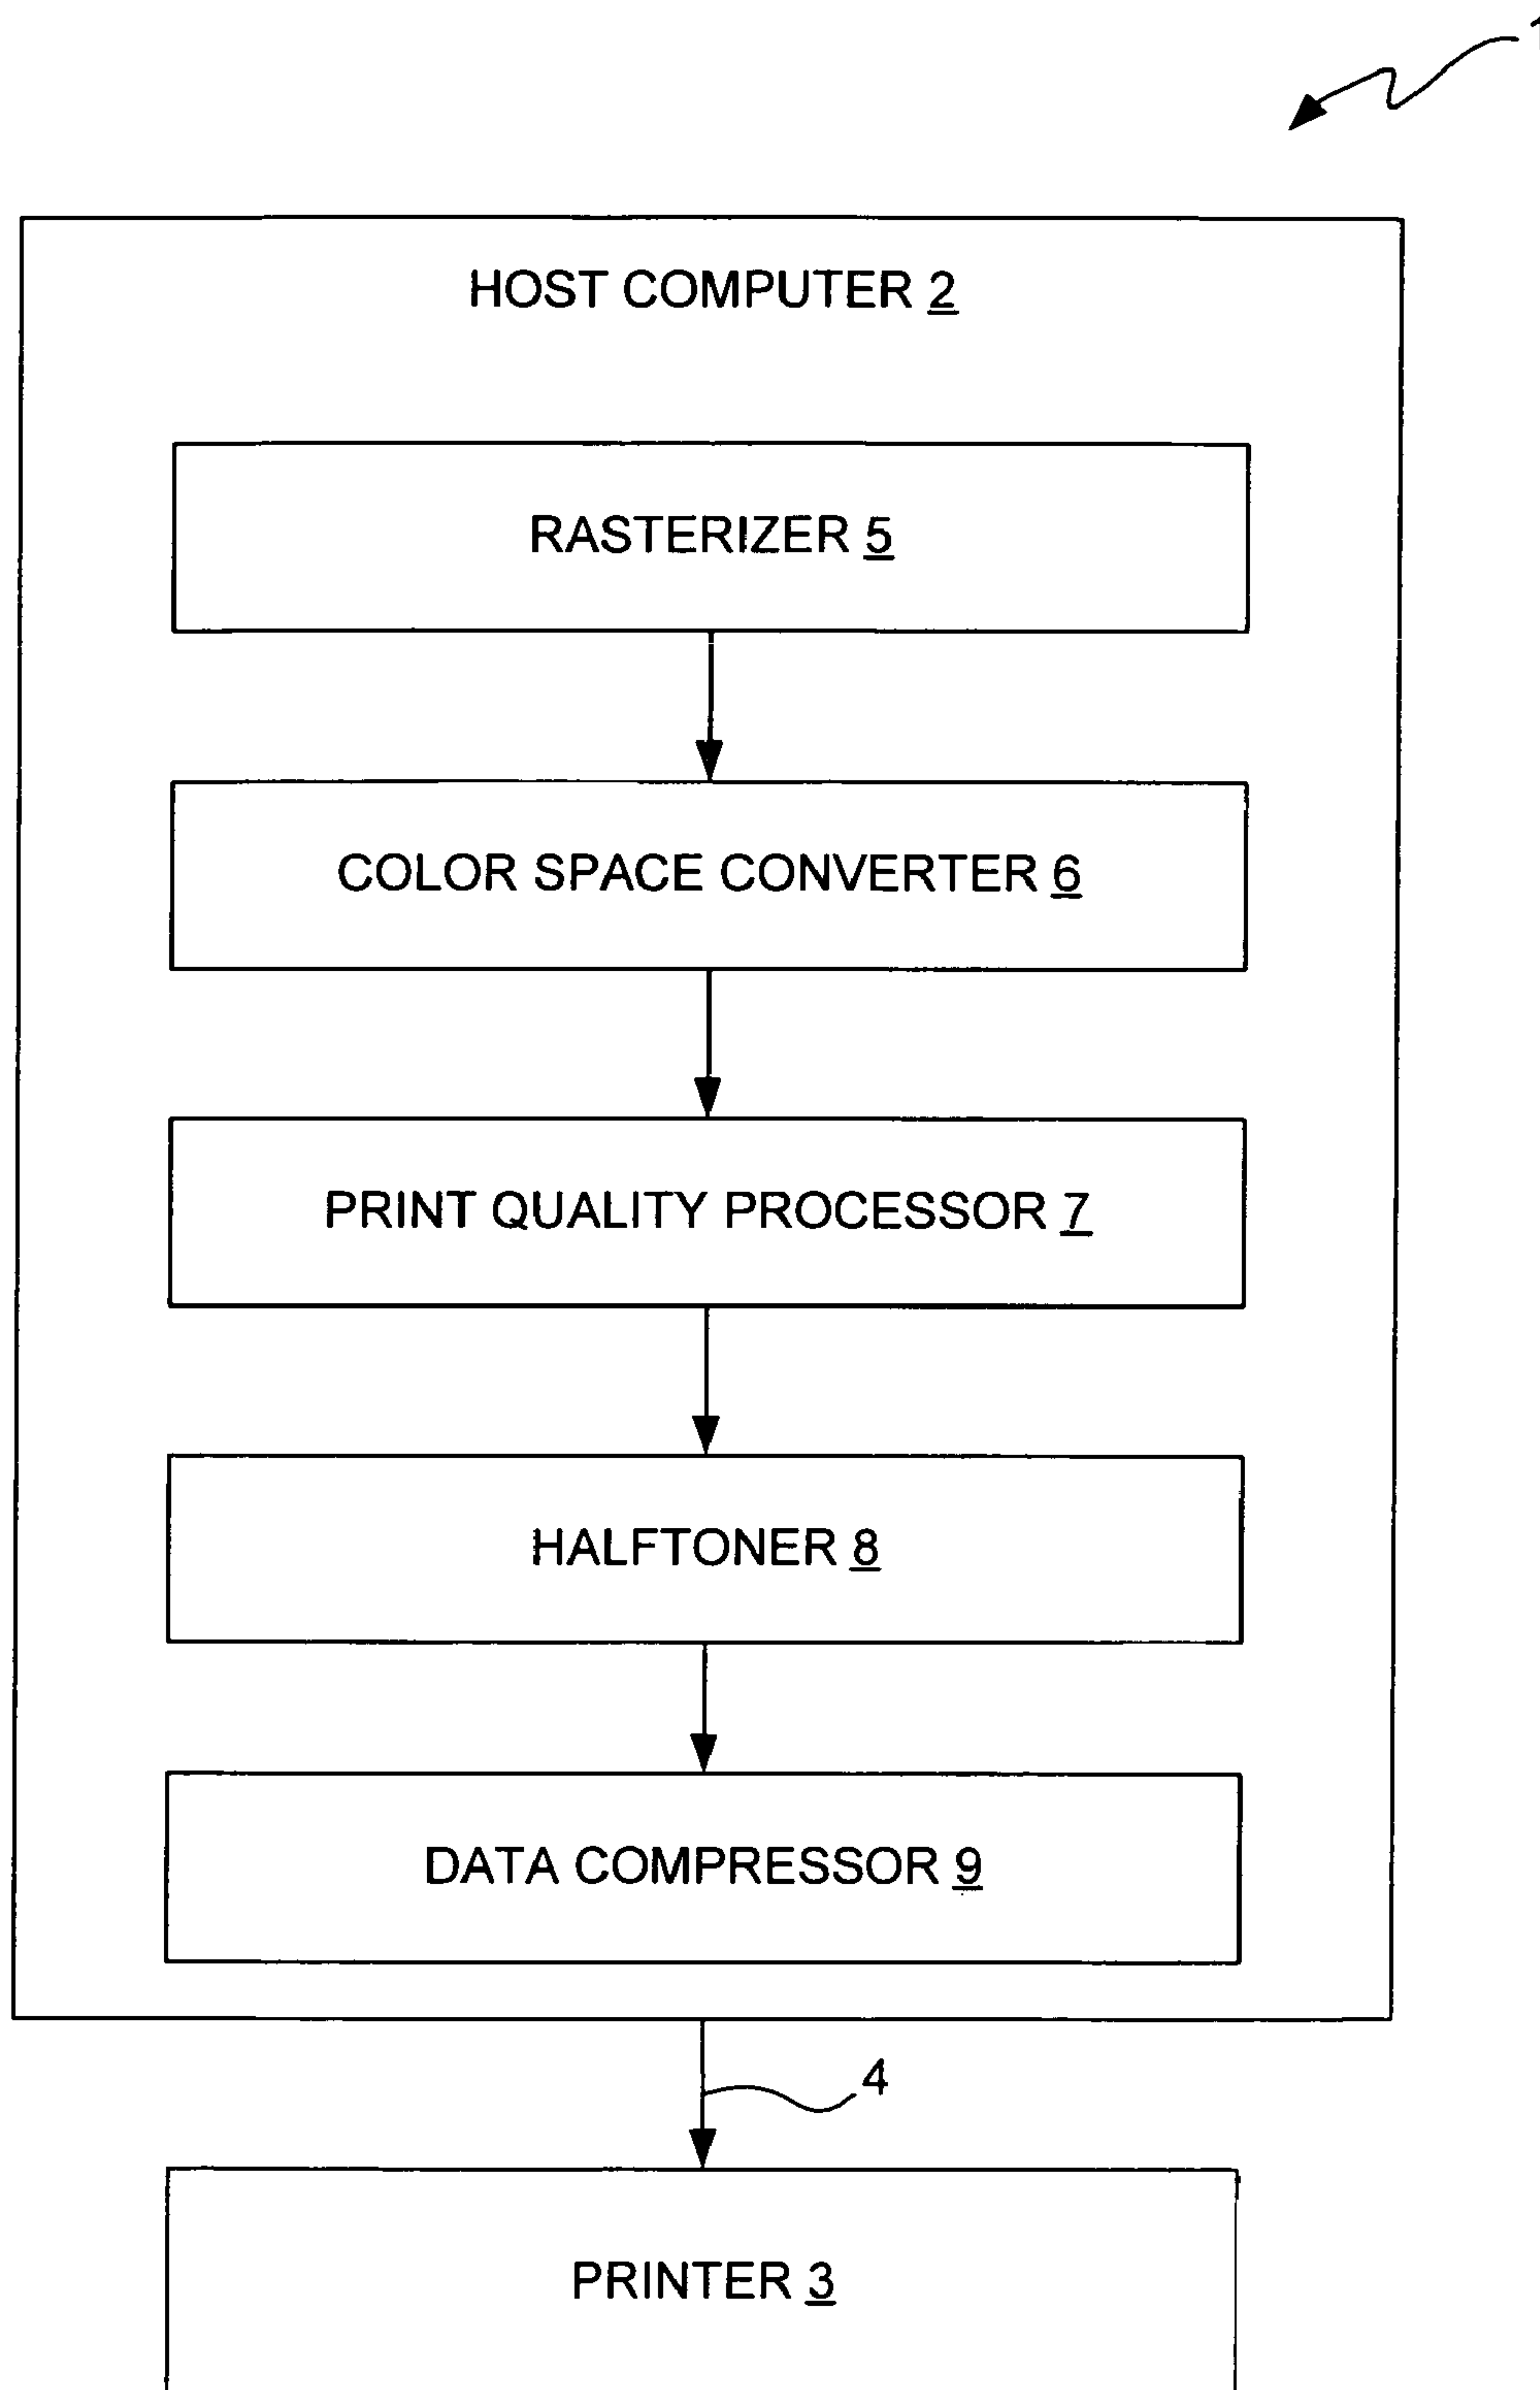 1
HOST COMPUTER 2
RASTERIZER 5
COLOR SPACE CONVERTER 6
PRINT QUALITY PROCESSOR 7
HALFTONER 8
DATA COMPRESSOR 9
4
PRINTER 3